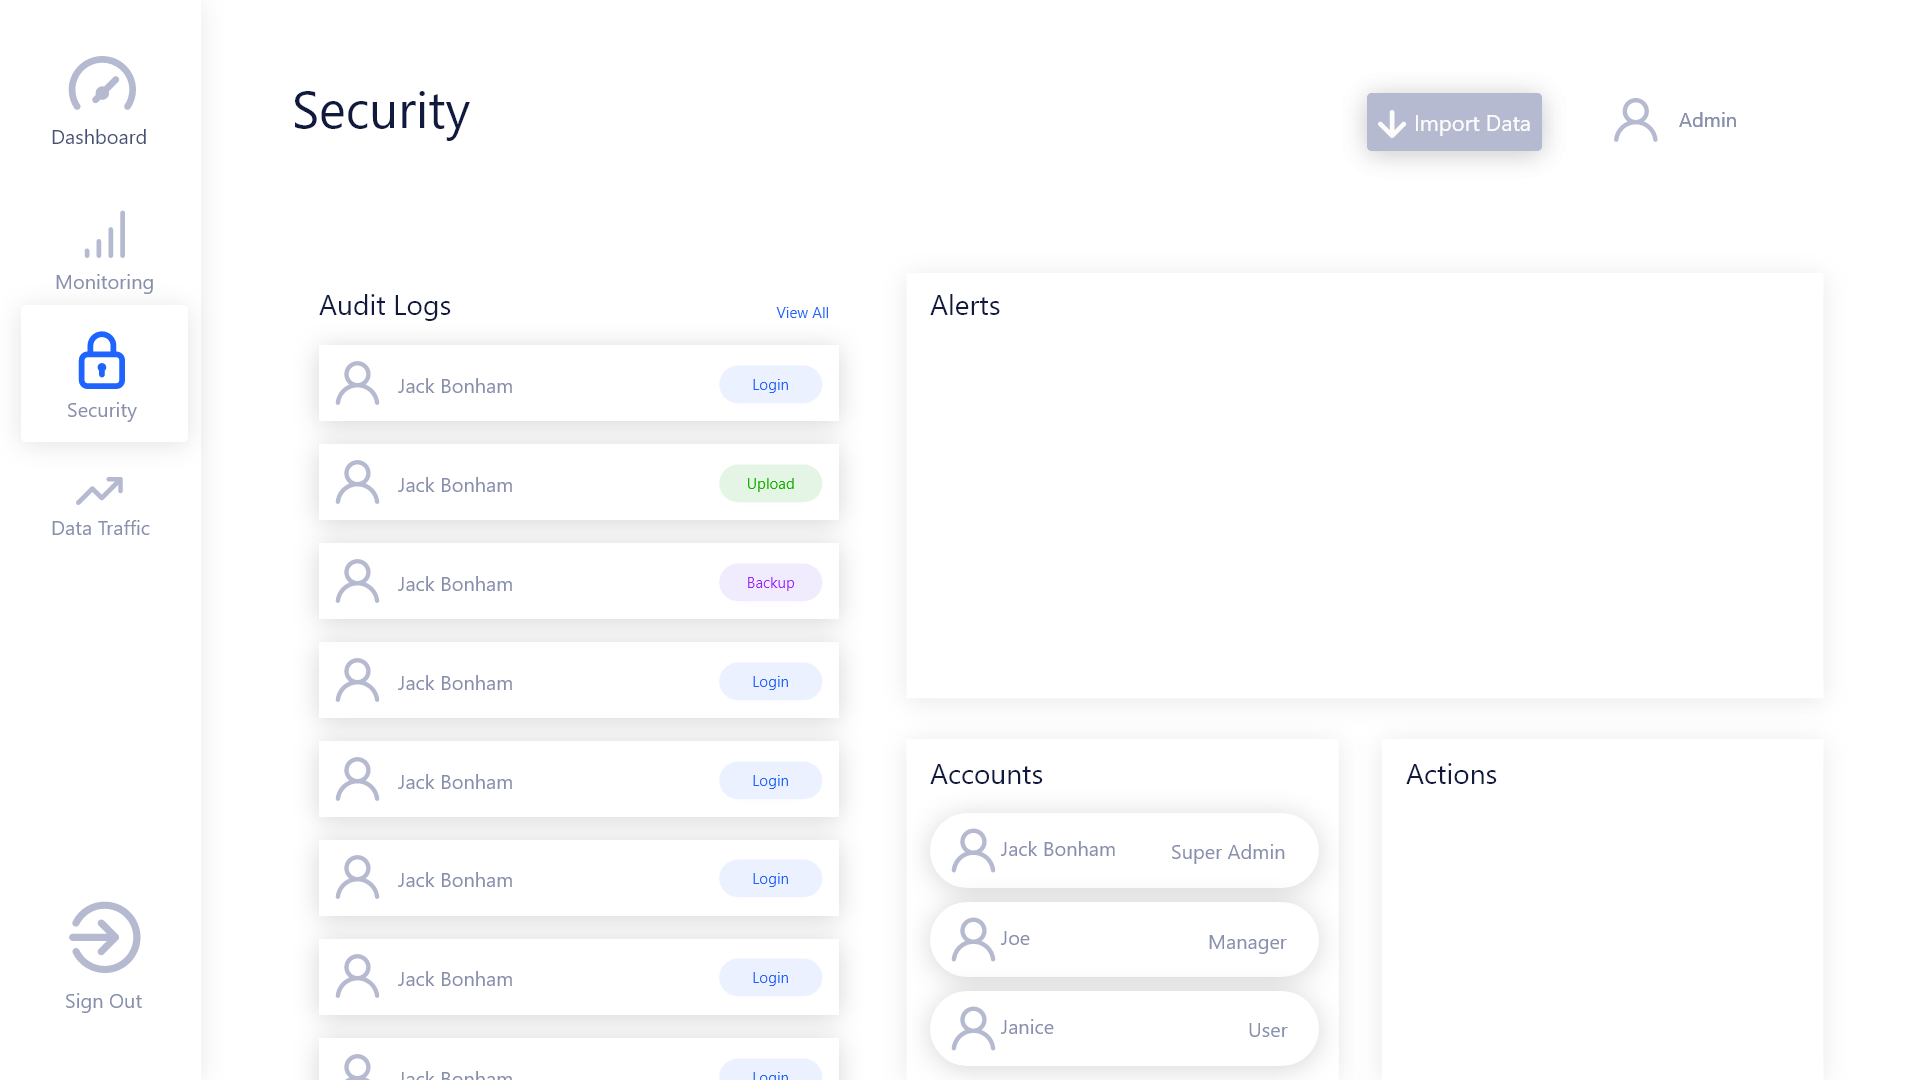 Dashboard
Monitoring
Security
Data Traffic
Sign Out
Security
Import Data
Admin
Audit Logs
View All
Jack Bonham
Login
Jack Bonham
Upload
Jack Bonham
Backup
Jack Bonham
Login
Jack Bonham
Login
Jack Bonham
Login
Jack Bonham
Login
Jack Bonham
Login
Alerts
Accounts
Jack Bonham
Super Admin
Joe
Manager
Janice
User
Actions